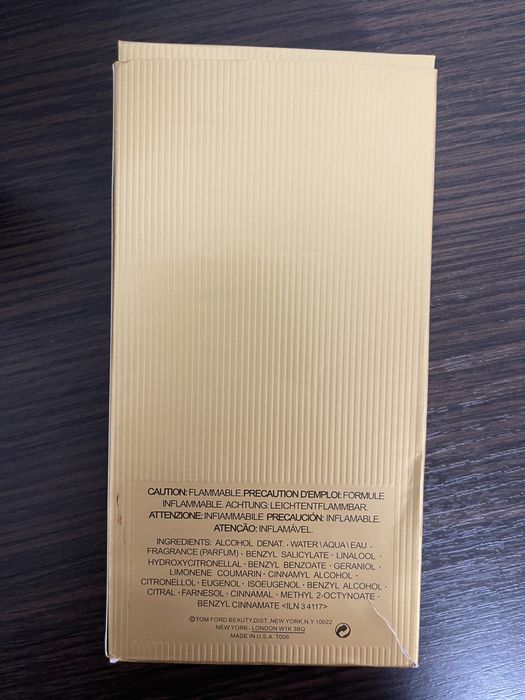 CAUTION: FLAMMABLE. PRECAUTION D'EMPLOI: FORMULE
INFLAMMABLE. ACHTUNG: LEICHTENTFLAMMBAR.
ATTENZIONE: INFIAMMABILE PRECAUCIÓN: INFLAMABLE.
ATENCÃO: INFLAMÁVEL.
INGREDIENTS: ALCOHOL DENAT. · WATER\AQUA\EAU ·
FRAGRANCE (PARFUM) · BENZYL SALICYLATE · LINALOOL ·
HYDROXYCITRONELLAL · BENZYL BENZOATE · GERANIOL ·
LIMONENE COUMARIN · CINNAMYL ALCOHOL ·
CITRONELLOL · EUGENOL · ISOEUGENOL · BENZYL ALCOHOL ·
CITRAL · FARNESOL · CINNAMAL · METHYL 2-OCTYNOATE ·
BENZYL CINNAMATE <ILN 3 4117>
©TOM FORD BEAUTY.DIST. NEW YORK, N.Y 10022
NEW YORK - LONDON W1K 3BQ
MADE IN U.S.A. T006